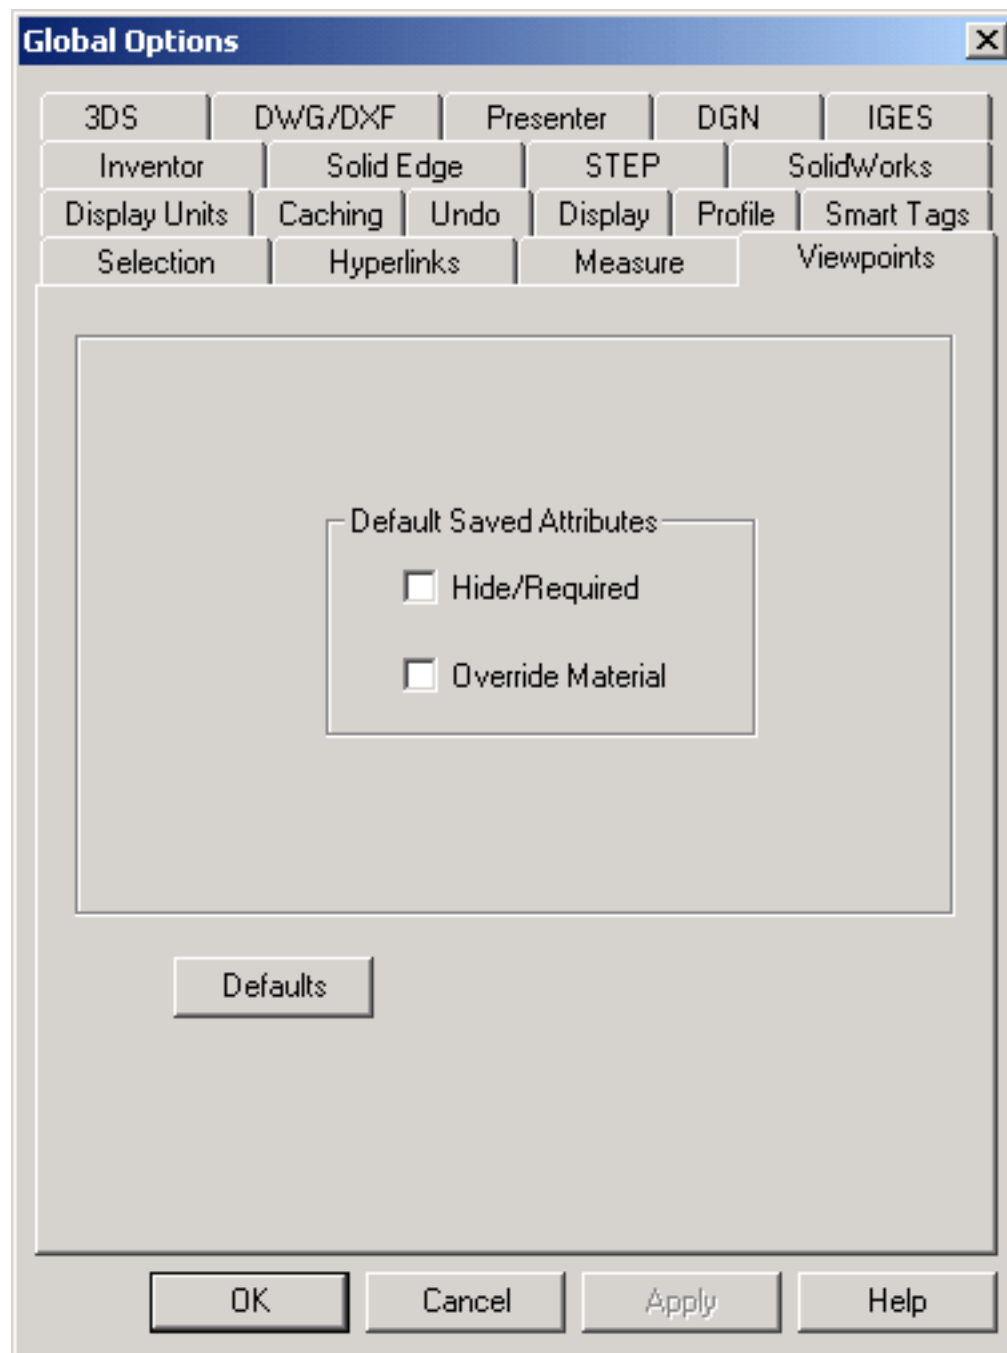 Global Options
3DS DWG/DXF Presenter DGN IGES
Inventor Solid Edge STEP SolidWorks
Display Units Caching Undo Display Profile Smart Tags
Selection Hyperlinks Measure Viewpoints
Default Saved Attributes
Hide/Required
Override Material
Defaults
OK Cancel Apply Help